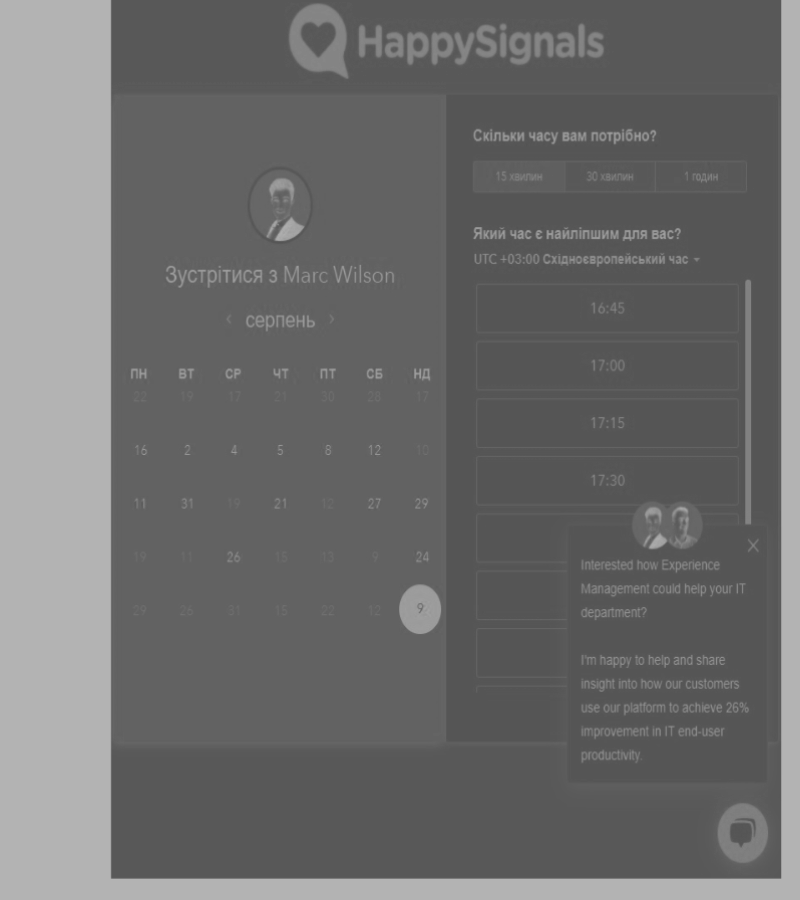 HappySignals
Зустрітися з Marc Wilson
серпень
ПН ВТ СР ЧТ ПТ СБ НД
22 19 17 21 30 28 17
16 2 4 5 8 12 10
11 31 19 21 12 27 29
19 11 26 15 13 9 24
29 26 31 15 22 12 9
Скільки часу вам потрібно?
15 хвилин 30 хвилин 1 годин
Який час є найліпшим для вас?
UTC +03:00 Східноєвропейський час
16:45
17:00
17:15
17:30
Interested how Experience
Management could help your IT
department?
I'm happy to help and share
insight into how our customers
use our platform to achieve 26%
improvement in IT end-user
productivity.